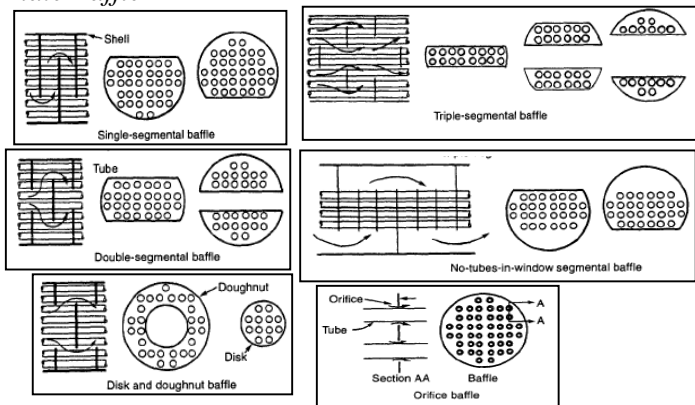 Shell
Single-segmental baffle
Triple-segmental baffle
Tube
Double-segmental baffle
No-tubes-in-window segmental baffle
Doughnut
Disk
Disk and doughnut baffle
Orifice
Tube
A
A
Section AA
Baffle
Orifice baffle